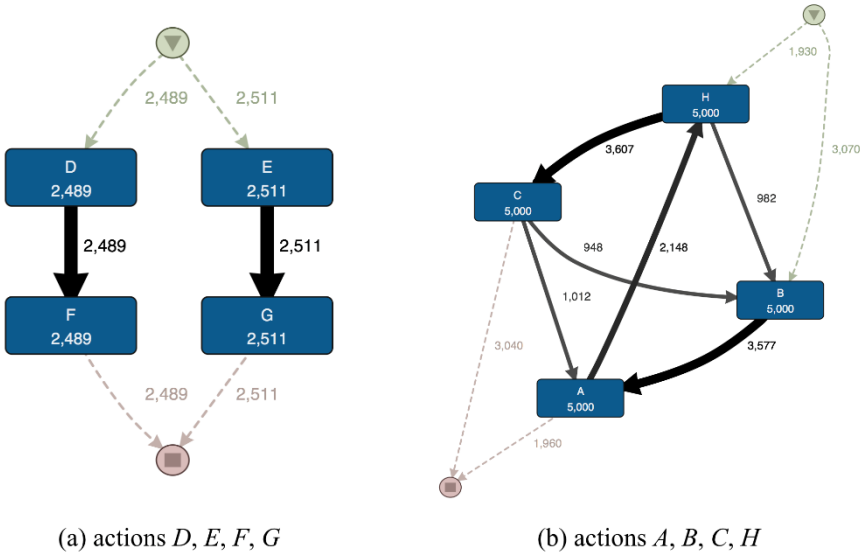 2,489
2,511
D
2,489
E
2,511
2,489
2,511
F
2,489
G
2,511
2,489
2,511
(a) actions D, E, F, G
1,930
H
5,000
3,607
3,070
C
5,000
982
948
2,148
1,012
B
5,000
3,040
3,577
A
5,000
1,960
(b) actions A, B, C, H